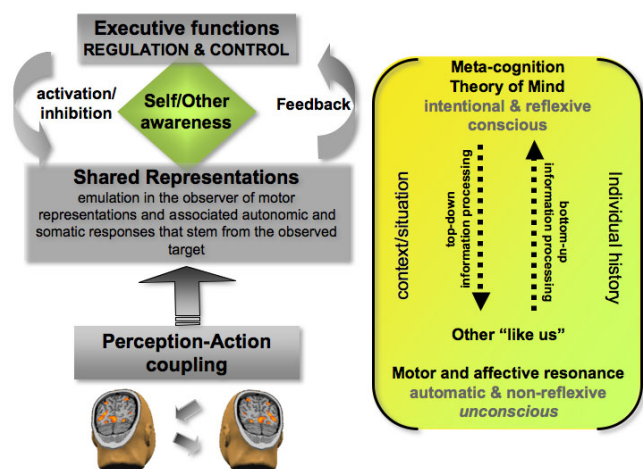 Executive functions
REGULATION & CONTROL
activation/
inhibition
Self/Other
awareness
Feedback
Shared Representations
emulation in the observer of motor
representations and associated autonomic and
somatic responses that stem from the observed
target
Perception-Action
coupling
Meta-cognition
Theory of Mind
intentional & reflexive
conscious
context/situation
top-down
information processing
bottom-up
information processing
Individual history
Other “like us”
Motor and affective resonance
automatic & non-reflexive
unconscious